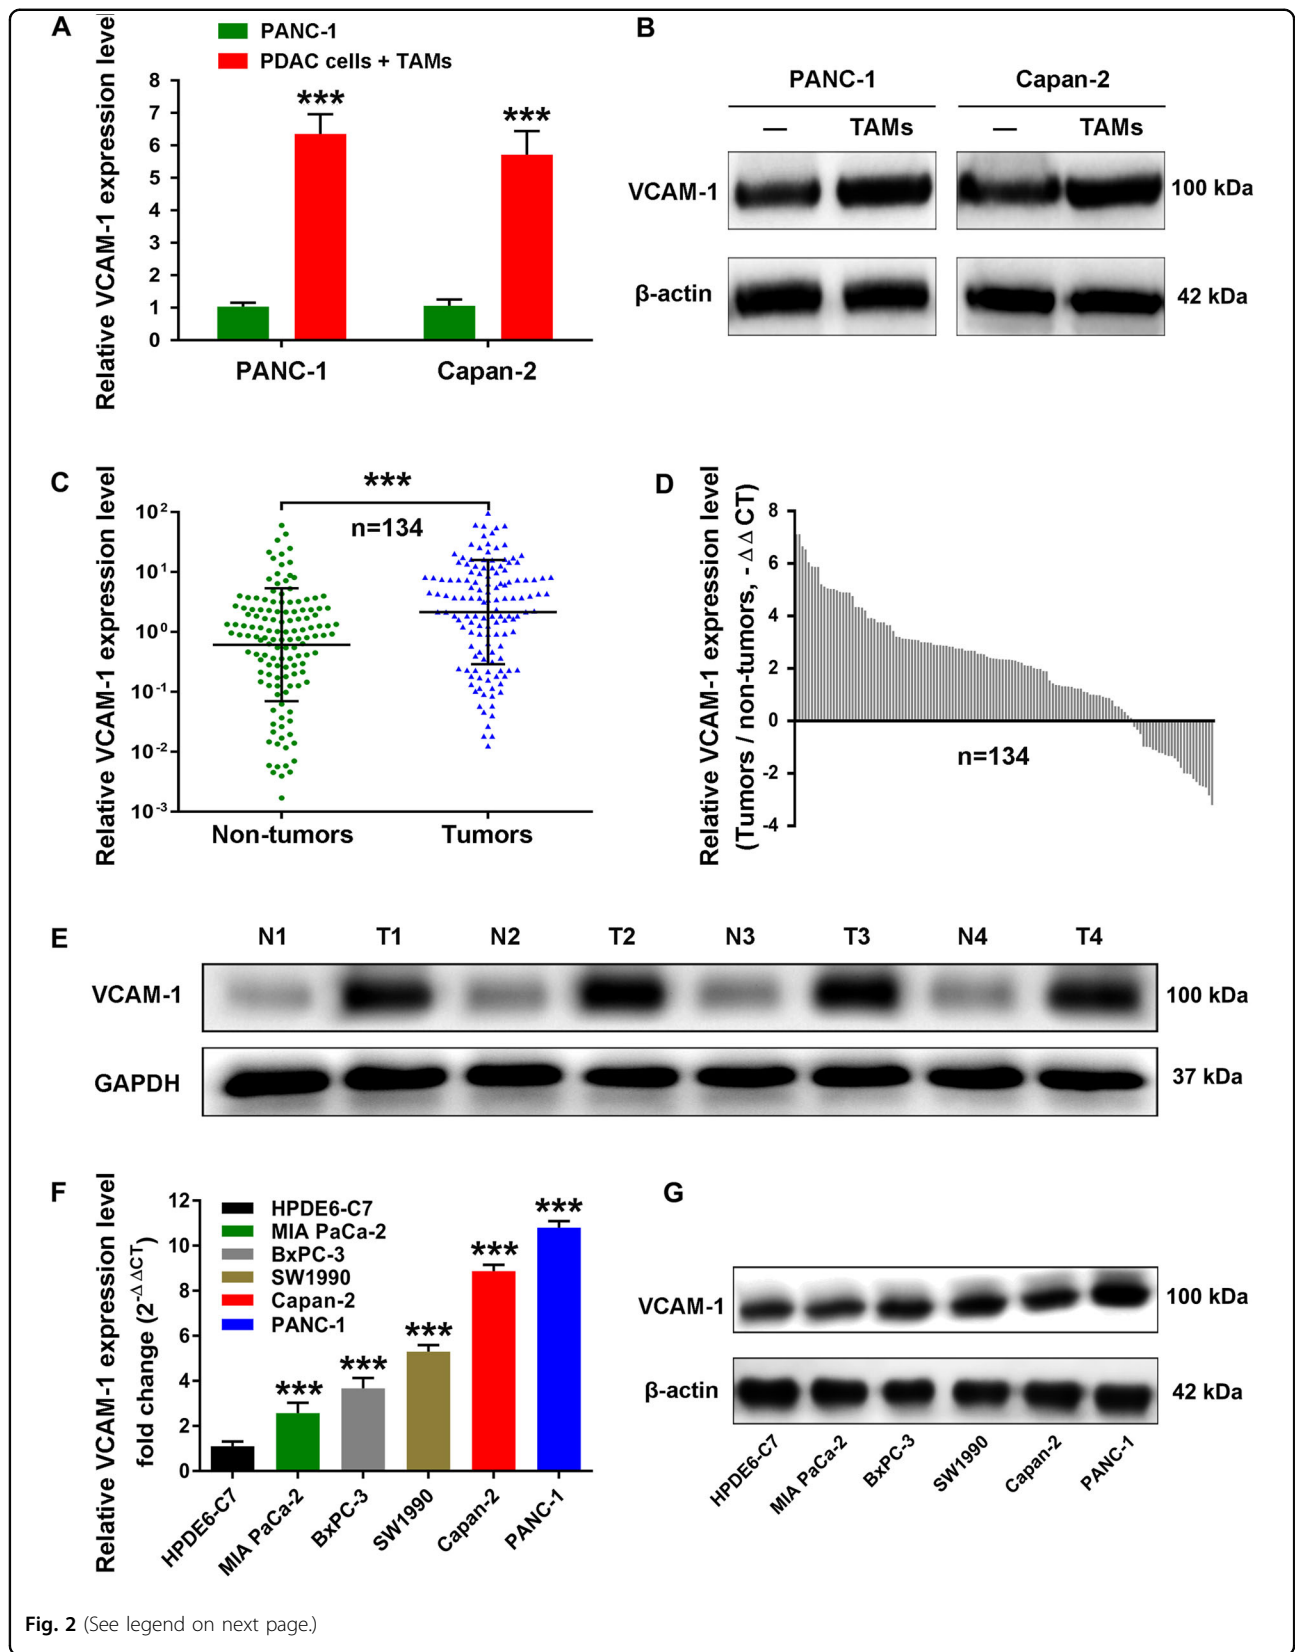 A
Relative VCAM-1 expression level
PANC-1
PDAC cells + TAMs
8
7
6
5
4
3
2
1
0
***
***
PANC-1
Capan-2
B
PANC-1
Capan-2
—
TAMs
—
TAMs
VCAM-1
100 kDa
β-actin
42 kDa
C
Relative VCAM-1 expression level
***
n=134
10²
10¹
10⁰
10⁻¹
10⁻²
10⁻³
Non-tumors
Tumors
D
Relative VCAM-1 expression level
(Tumors / non-tumors, -ΔΔCT)
8
6
4
2
0
-2
-4
n=134
E
N1 T1 N2 T2 N3 T3 N4 T4
VCAM-1
100 kDa
GAPDH
37 kDa
F
Relative VCAM-1 expression level
fold change (2^-ΔΔCT)
12
10
8
6
4
2
0
HPDE6-C7
MIA PaCa-2
BxPC-3
SW1990
Capan-2
PANC-1
***
***
***
***
***
HPDE6-C7
MIA PaCa-2
BxPC-3
SW1990
Capan-2
PANC-1
G
VCAM-1
100 kDa
β-actin
42 kDa
HPDE6-C7
MIA PaCa-2
BxPC-3
SW1990
Capan-2
PANC-1
Fig. 2 (See legend on next page.)